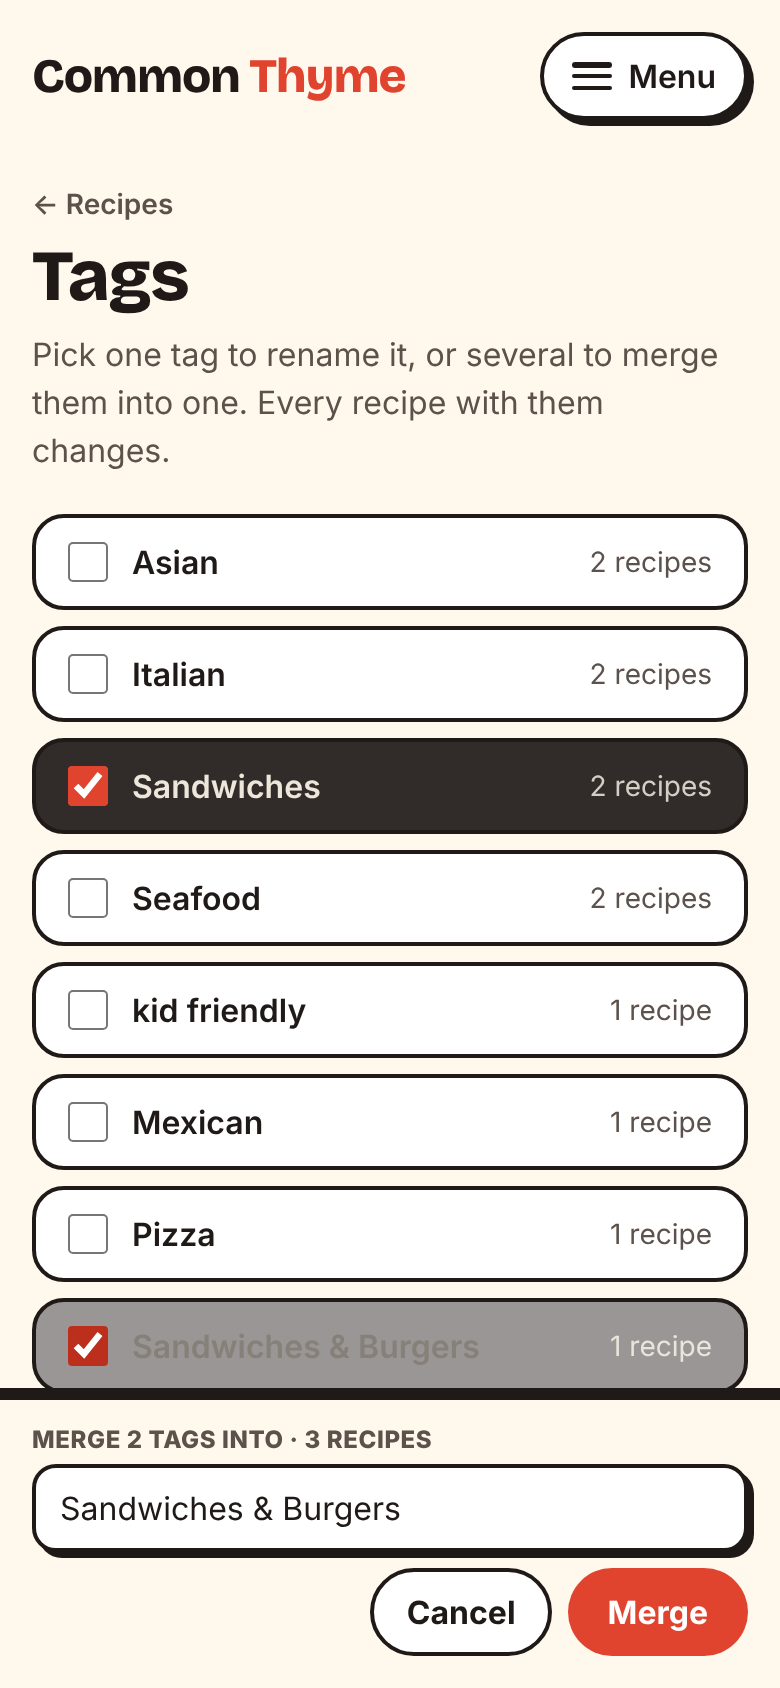 Common Thyme
Menu
← Recipes
Tags
Pick one tag to rename it, or several to merge
them into one. Every recipe with them
changes.
Asian 2 recipes
Italian 2 recipes
Sandwiches 2 recipes
Seafood 2 recipes
kid friendly 1 recipe
Mexican 1 recipe
Pizza 1 recipe
Sandwiches & Burgers 1 recipe
MERGE 2 TAGS INTO · 3 RECIPES
Sandwiches & Burgers
Cancel Merge